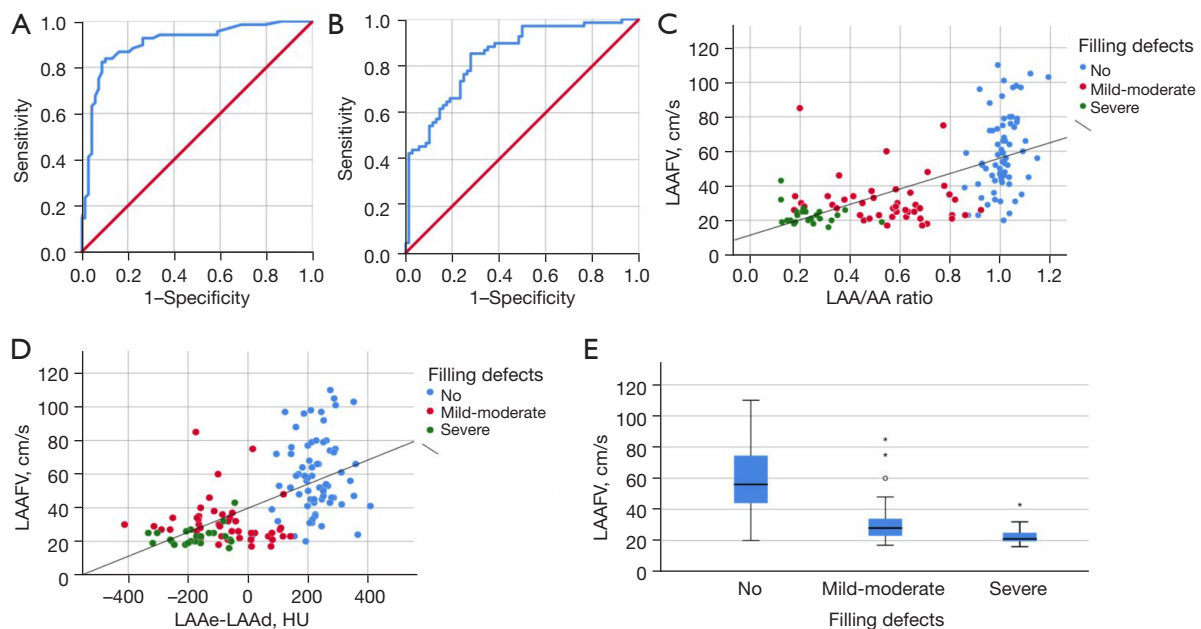 A
Sensitivity
1.0
0.8
0.6
0.4
0.2
0.0
0.0 0.2 0.4 0.6 0.8 1.0
1–Specificity
B
Sensitivity
1.0
0.8
0.6
0.4
0.2
0.0
0.0 0.2 0.4 0.6 0.8 1.0
1–Specificity
C
LAAFV, cm/s
120
100
80
60
40
20
0
0.0 0.2 0.4 0.6 0.8 1.0 1.2
LAA/AA ratio
Filling defects
No
Mild-moderate
Severe
D
LAAFV, cm/s
120
100
80
60
40
20
0
–400 –200 0 200 400
LAAe-LAAd, HU
Filling defects
No
Mild-moderate
Severe
E
LAAFV, cm/s
120
100
80
60
40
20
0
No Mild-moderate Severe
Filling defects